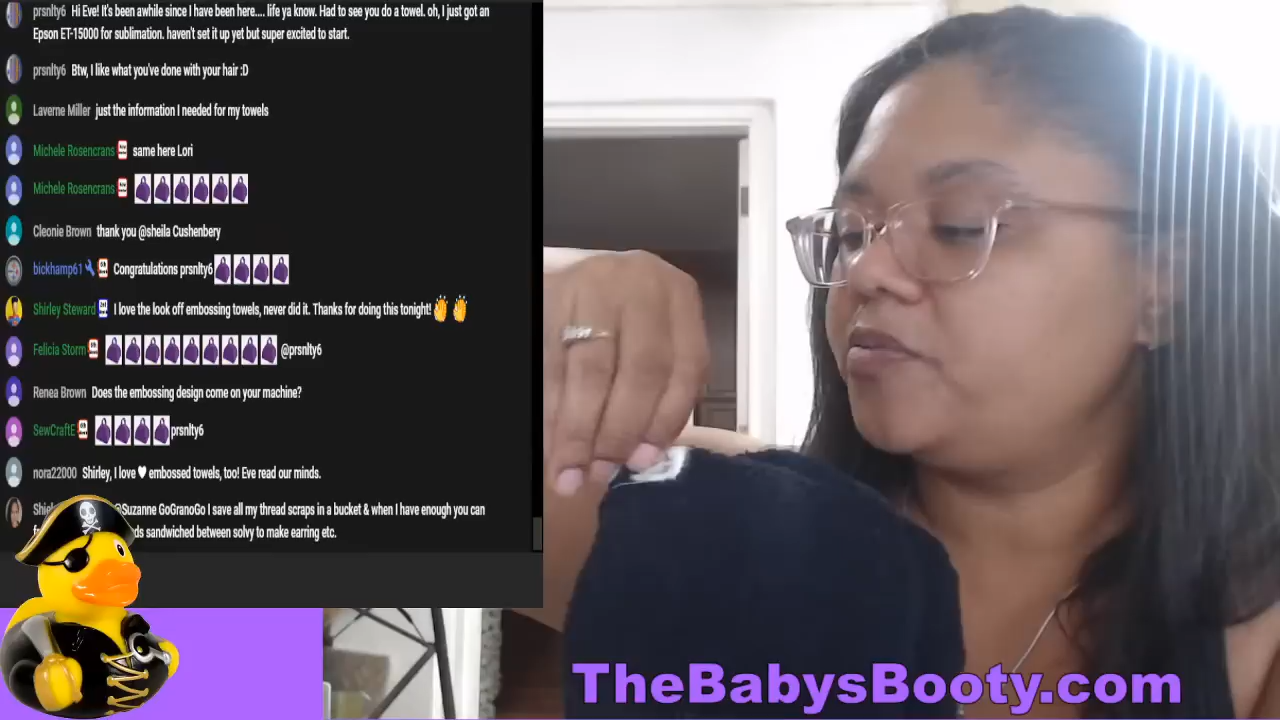 prsnlty6 Hi Eve! It's been awhile since I have been here.... life ya know. Had to see you do a towel. oh, I just got an
Epson ET-15000 for sublimation. haven't set it up yet but super excited to start.
prsnlty6 Btw, I like what you've done with your hair :D
Laverne Miller just the information I needed for my towels
Michele Rosencrans same here Lori
Michele Rosencrans
Cleonie Brown thank you @sheila Cushenbery
bickhamp61 Congratulations prsnlty6
Shirley Steward I love the look off embossing towels, never did it. Thanks for doing this tonight!
Felicia Storm @prsnlty6
Renea Brown Does the embossing design come on your machine?
SewCraftE prsnlty6
nora22000 Shirley, I love ♥ embossed towels, too! Eve read our minds.
@Suzanne GoGranoGo I save all my thread scraps in a bucket & when I have enough you can
sandwiched between solvy to make earring etc.
TheBabysBooty.com